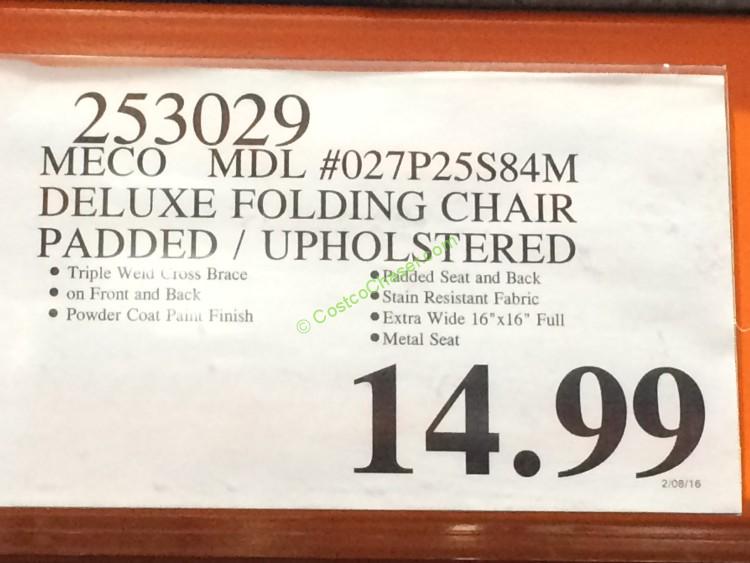 253029
MECO MDL #027P25S84M
DELUXE FOLDING CHAIR
PADDED / UPHOLSTERED
• Triple Weld Cross Brace
• on Front and Back
• Powder Coat Paint Finish
• Padded Seat and Back
• Stain Resistant Fabric
• Extra Wide 16"x16" Full
• Metal Seat
© CostcoChaser.com
14.99
2/08/16